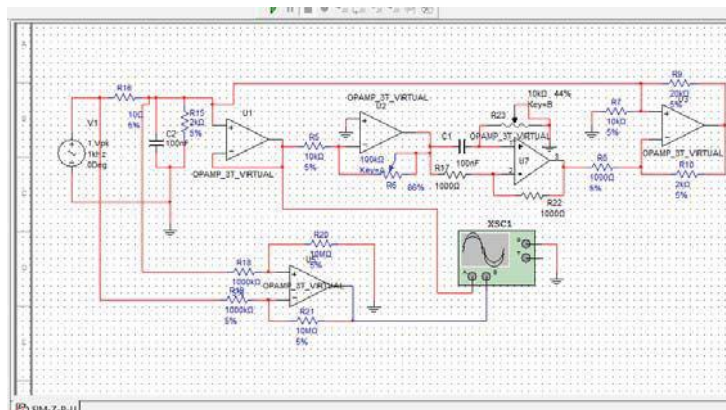 R16
10Ω
5%
V1
1 Vpk
1kHz
0Deg
C2
100nF
R15
2kΩ
5%
U1
OPAMP_3T_VIRTUAL
R5
10kΩ
5%
OPAMP_3T_VIRTUAL
U2
100kΩ
Key=A
R6
86%
C1
100nF
R23
10kΩ 44%
Key=B
OPAMP_3T_VIRTUAL
U7
R17
1000Ω
R22
1000Ω
R7
10kΩ
5%
R9
20kΩ
5%
OPAMP_3T_VIRTUAL
R8
1000Ω
5%
R10
2kΩ
5%
R18
1000kΩ
5%
1000kΩ
5%
R20
10MΩ
5%
OPAMP_3T_VIRTUAL
R21
10MΩ
5%
XSC1